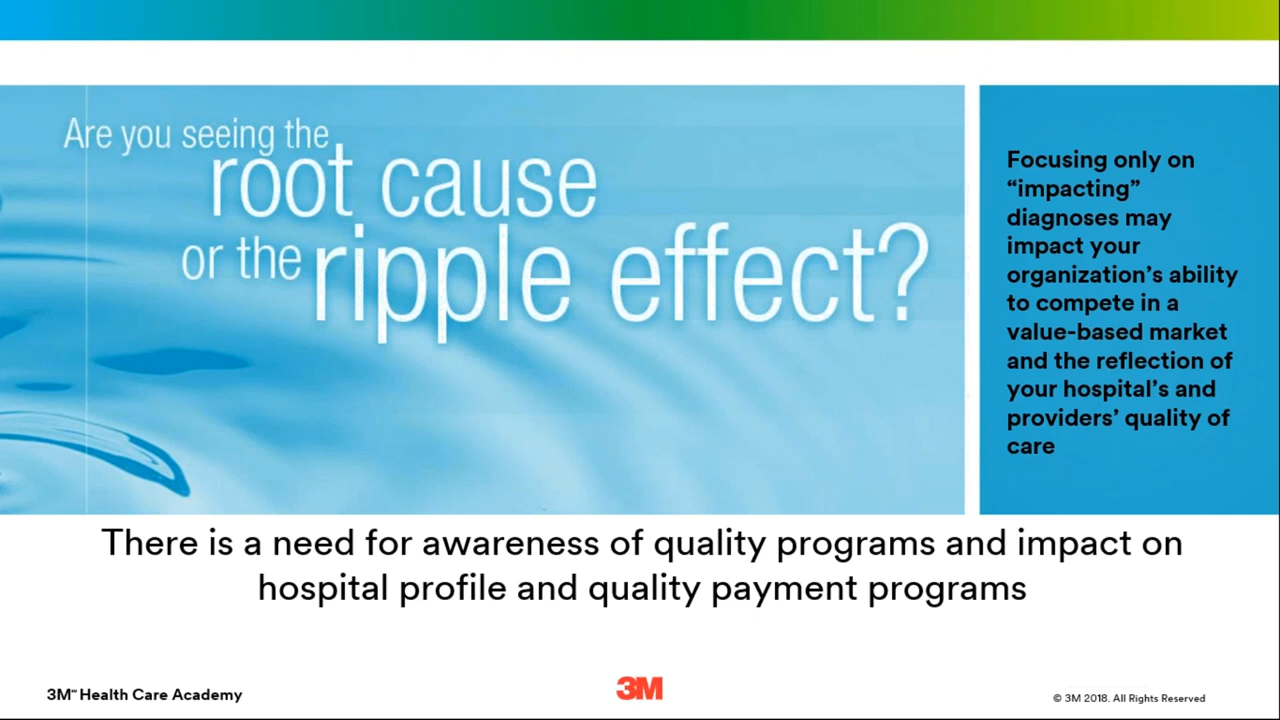 Are you seeing the
root cause
or the ripple effect?
Focusing only on
“impacting”
diagnoses may
impact your
organization’s ability
to compete in a
value-based market
and the reflection of
your hospital’s and
providers’ quality of
care
There is a need for awareness of quality programs and impact on
hospital profile and quality payment programs
3M™ Health Care Academy
3M
© 3M 2018. All Rights Reserved